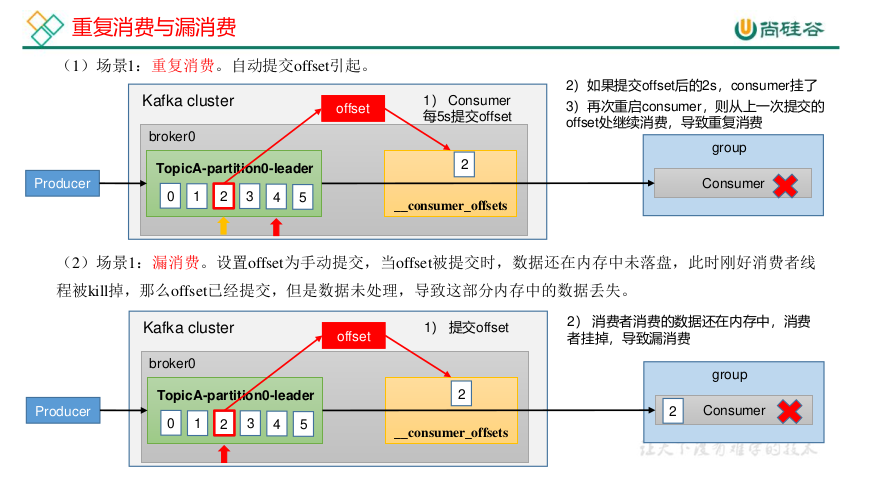 重复消费与漏消费
尚硅谷
（1）场景1：重复消费。自动提交offset引起。
Kafka cluster
offset
1） Consumer
每5s提交offset
2）如果提交offset后的2s，consumer挂了
3）再次重启consumer，则从上一次提交的
offset处继续消费，导致重复消费
broker0
TopicA-partition0-leader
0 1 2 3 4 5
2
__consumer_offsets
Producer
group
Consumer
（2）场景1：漏消费。设置offset为手动提交，当offset被提交时，数据还在内存中未落盘，此时刚好消费者线
程被kill掉，那么offset已经提交，但是数据未处理，导致这部分内存中的数据丢失。
Kafka cluster
offset
1） 提交offset
2） 消费者消费的数据还在内存中，消费
者挂掉，导致漏消费
broker0
TopicA-partition0-leader
0 1 2 3 4 5
2
__consumer_offsets
Producer
group
2
Consumer
让天下没有难学的技术